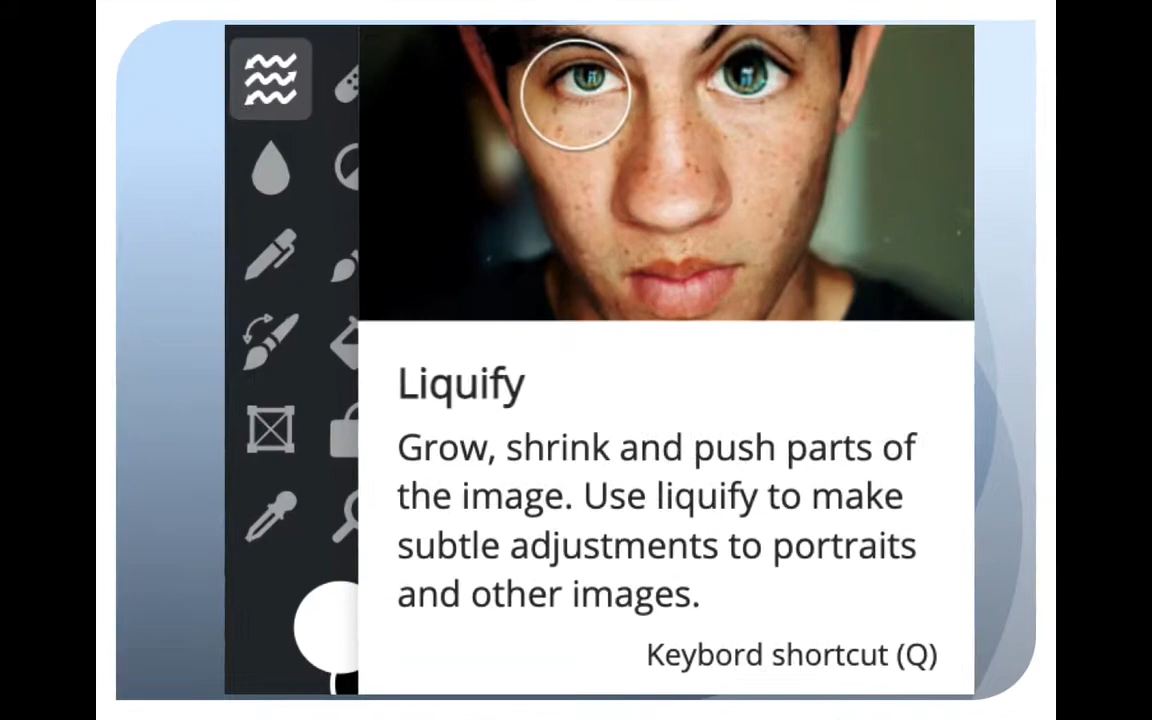 Liquify
Grow, shrink and push parts of
the image. Use liquify to make
subtle adjustments to portraits
and other images.
Keybord shortcut (Q)